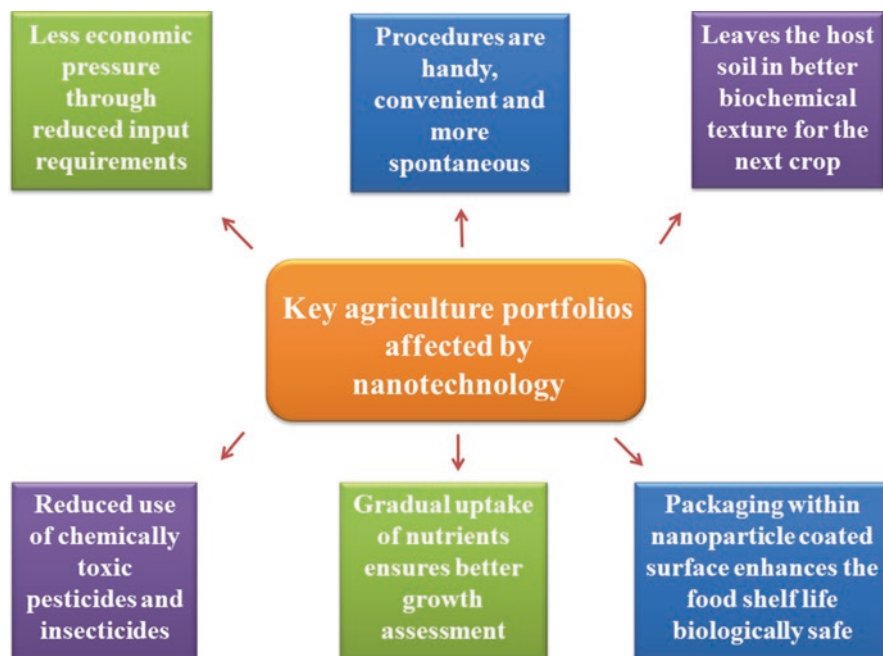 Less economic
pressure
through
reduced input
requirements
Procedures are
handy,
convenient and
more
spontaneous
Leaves the host
soil in better
biochemical
texture for the
next crop
Key agriculture portfolios
affected by
nanotechnology
Reduced use
of chemically
toxic
pesticides and
insecticides
Gradual uptake
of nutrients
ensures better
growth
assessment
Packaging within
nanoparticle coated
surface enhances the
food shelf life
biologically safe